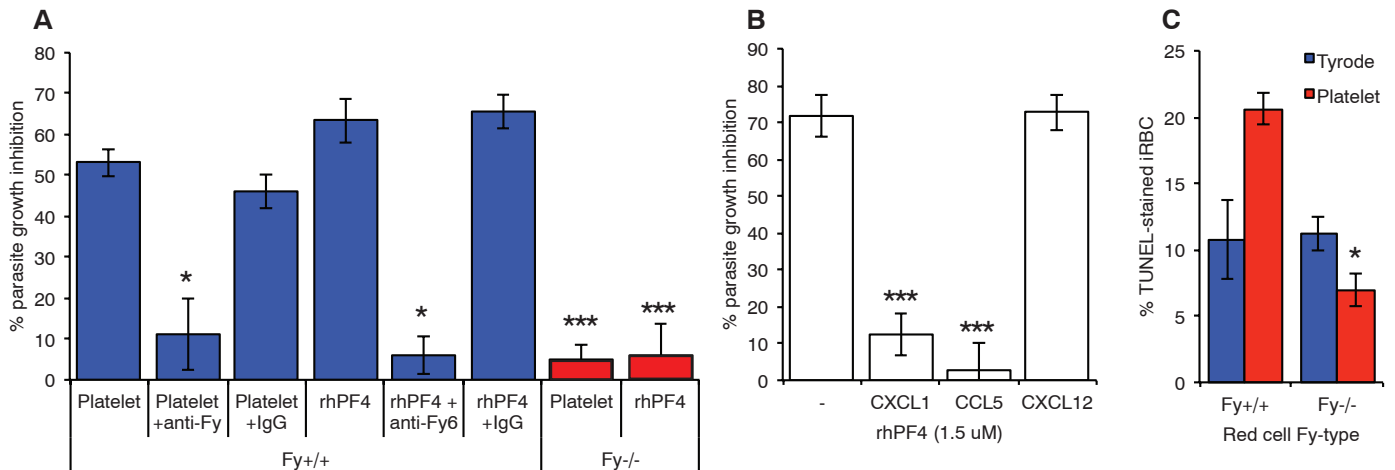 A
% parasite growth inhibition
80
70
60
50
40
30
20
10
0
*
*
***
***
Platelet
Platelet
+anti-Fy
Platelet
+IgG
rhPF4
rhPF4 +
anti-Fy6
rhPF4
+IgG
Platelet
rhPF4
Fy+/+
Fy-/-
B
% parasite growth inhibition
90
80
70
60
50
40
30
20
10
0
***
***
-
CXCL1
CCL5
CXCL12
rhPF4 (1.5 uM)
C
% TUNEL-stained iRBC
25
20
15
10
5
0
Tyrode
Platelet
*
Fy+/+
Fy-/-
Red cell Fy-type